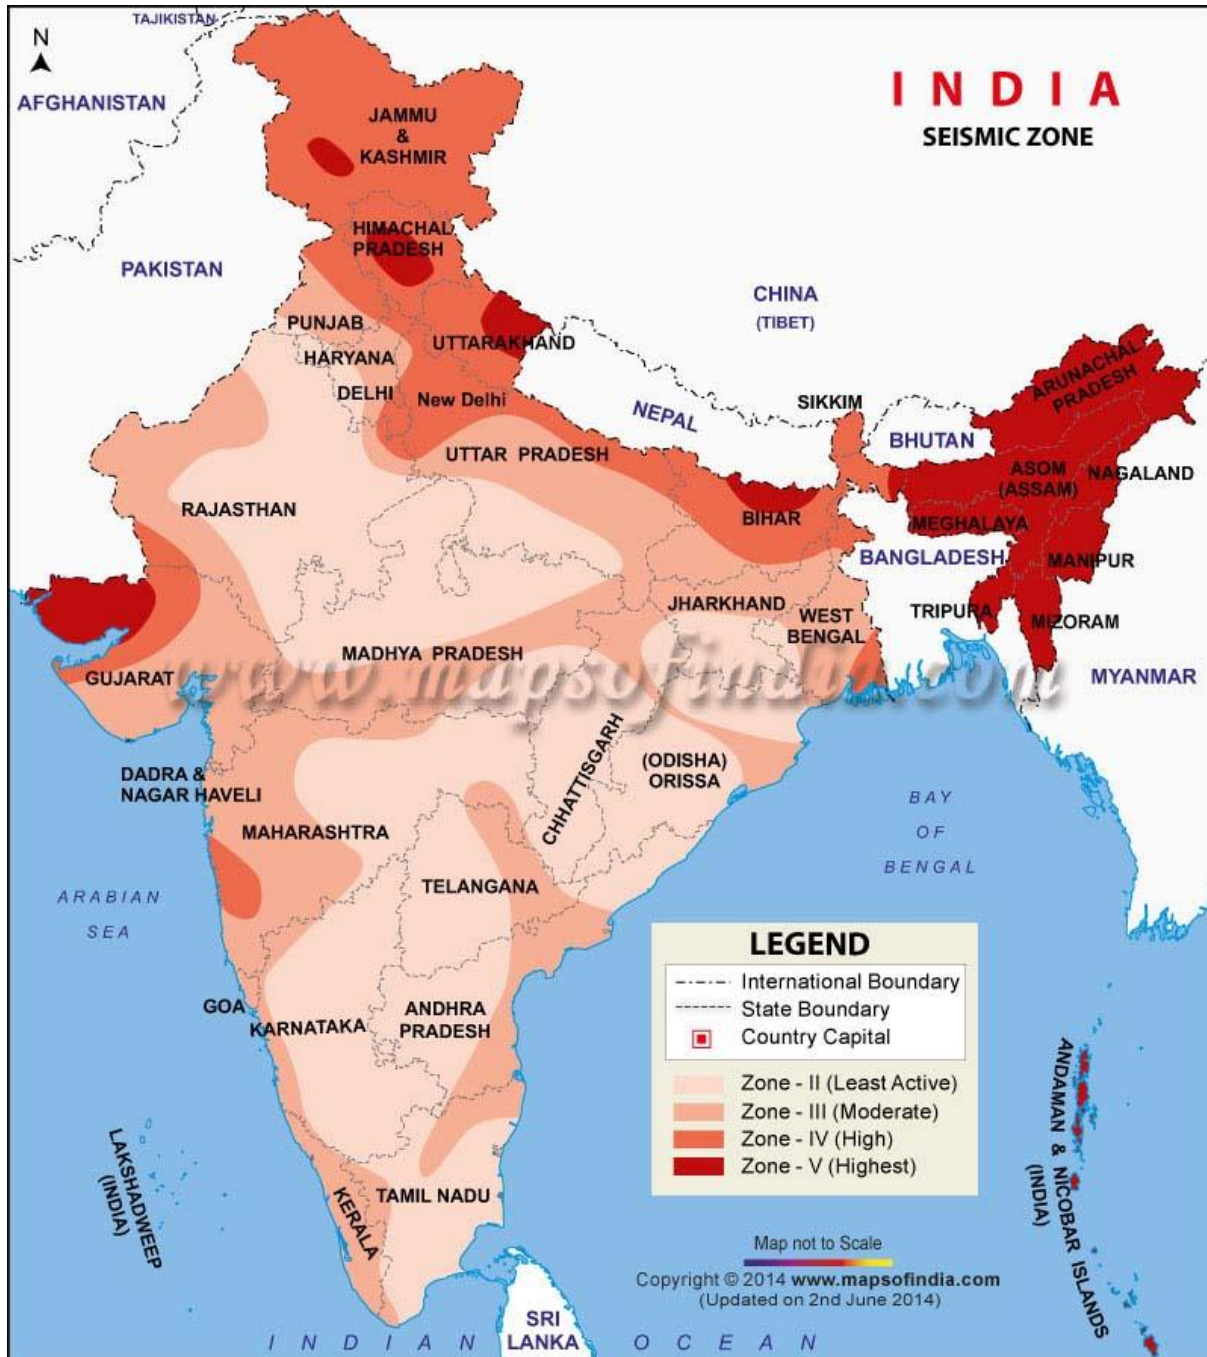 TAJIKISTAN
N
AFGHANISTAN
INDIA
SEISMIC ZONE
JAMMU
&
KASHMIR
HIMACHAL
PRADESH
PAKISTAN
CHINA
(TIBET)
PUNJAB
UTTARAKHAND
HARYANA
DELHI
New Delhi
NEPAL
SIKKIM
BHUTAN
ARUNACHAL
PRADESH
UTTAR PRADESH
ASOM
(ASSAM)
NAGALAND
RAJASTHAN
BIHAR
MEGHALAYA
BANGLADESH
MANIPUR
JHARKHAND
WEST
BENGAL
TRIPURA
MIZORAM
MADHYA PRADESH
www.mapsofindia.com
GUJARAT
MYANMAR
CHHATTISGARH
(ODISHA)
ORISSA
DADRA &
NAGAR HAVELI
MAHARASHTRA
BAY
OF
BENGAL
TELANGANA
ARABIAN
SEA
GOA
KARNATAKA
ANDHRA
PRADESH
LEGEND
International Boundary
State Boundary
Country Capital
Zone - II (Least Active)
Zone - III (Moderate)
Zone - IV (High)
Zone - V (Highest)
LAKSHADWEEP
(INDIA)
KERALA
TAMIL NADU
ANDAMAN & NICOBAR ISLANDS
(INDIA)
Map not to Scale
Copyright © 2014 www.mapsofindia.com
(Updated on 2nd June 2014)
SRI
LANKA
INDIAN OCEAN